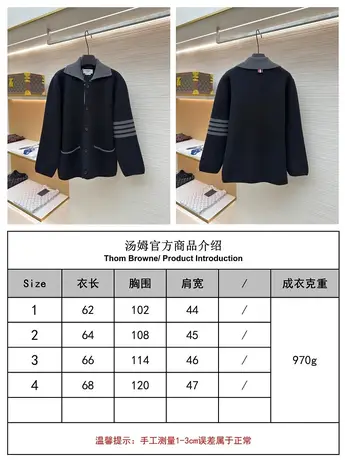 汤姆官方商品介绍
Thom Browne/ Product Introduction
Size 衣长 胸围 肩宽 / 成衣克重
1 62 102 44 /
2 64 108 45 /
3 66 114 46 / 970g
4 68 120 47 /
/
温馨提示：手工测量1-3cm误差属于正常